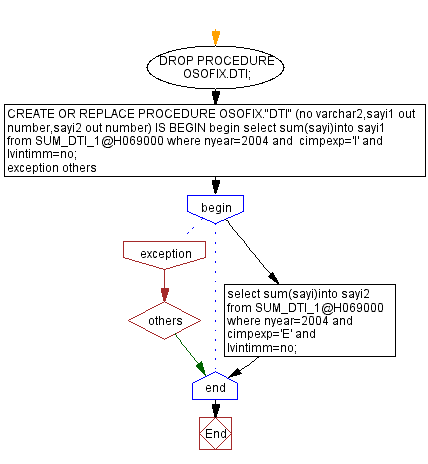 DROP PROCEDURE
OSOFIX.DTI;
CREATE OR REPLACE PROCEDURE OSOFIX."DTI" (no varchar2,sayi1 out
number,sayi2 out number) IS BEGIN begin select sum(sayi)into sayi1
from SUM_DTI_1@H069000 where nyear=2004 and  cimpexp='I' and
lvintimm=no;
exception others
begin
exception
others
select sum(sayi)into sayi2
from SUM_DTI_1@H069000
where nyear=2004 and
cimpexp='E' and
lvintimm=no;
end
End